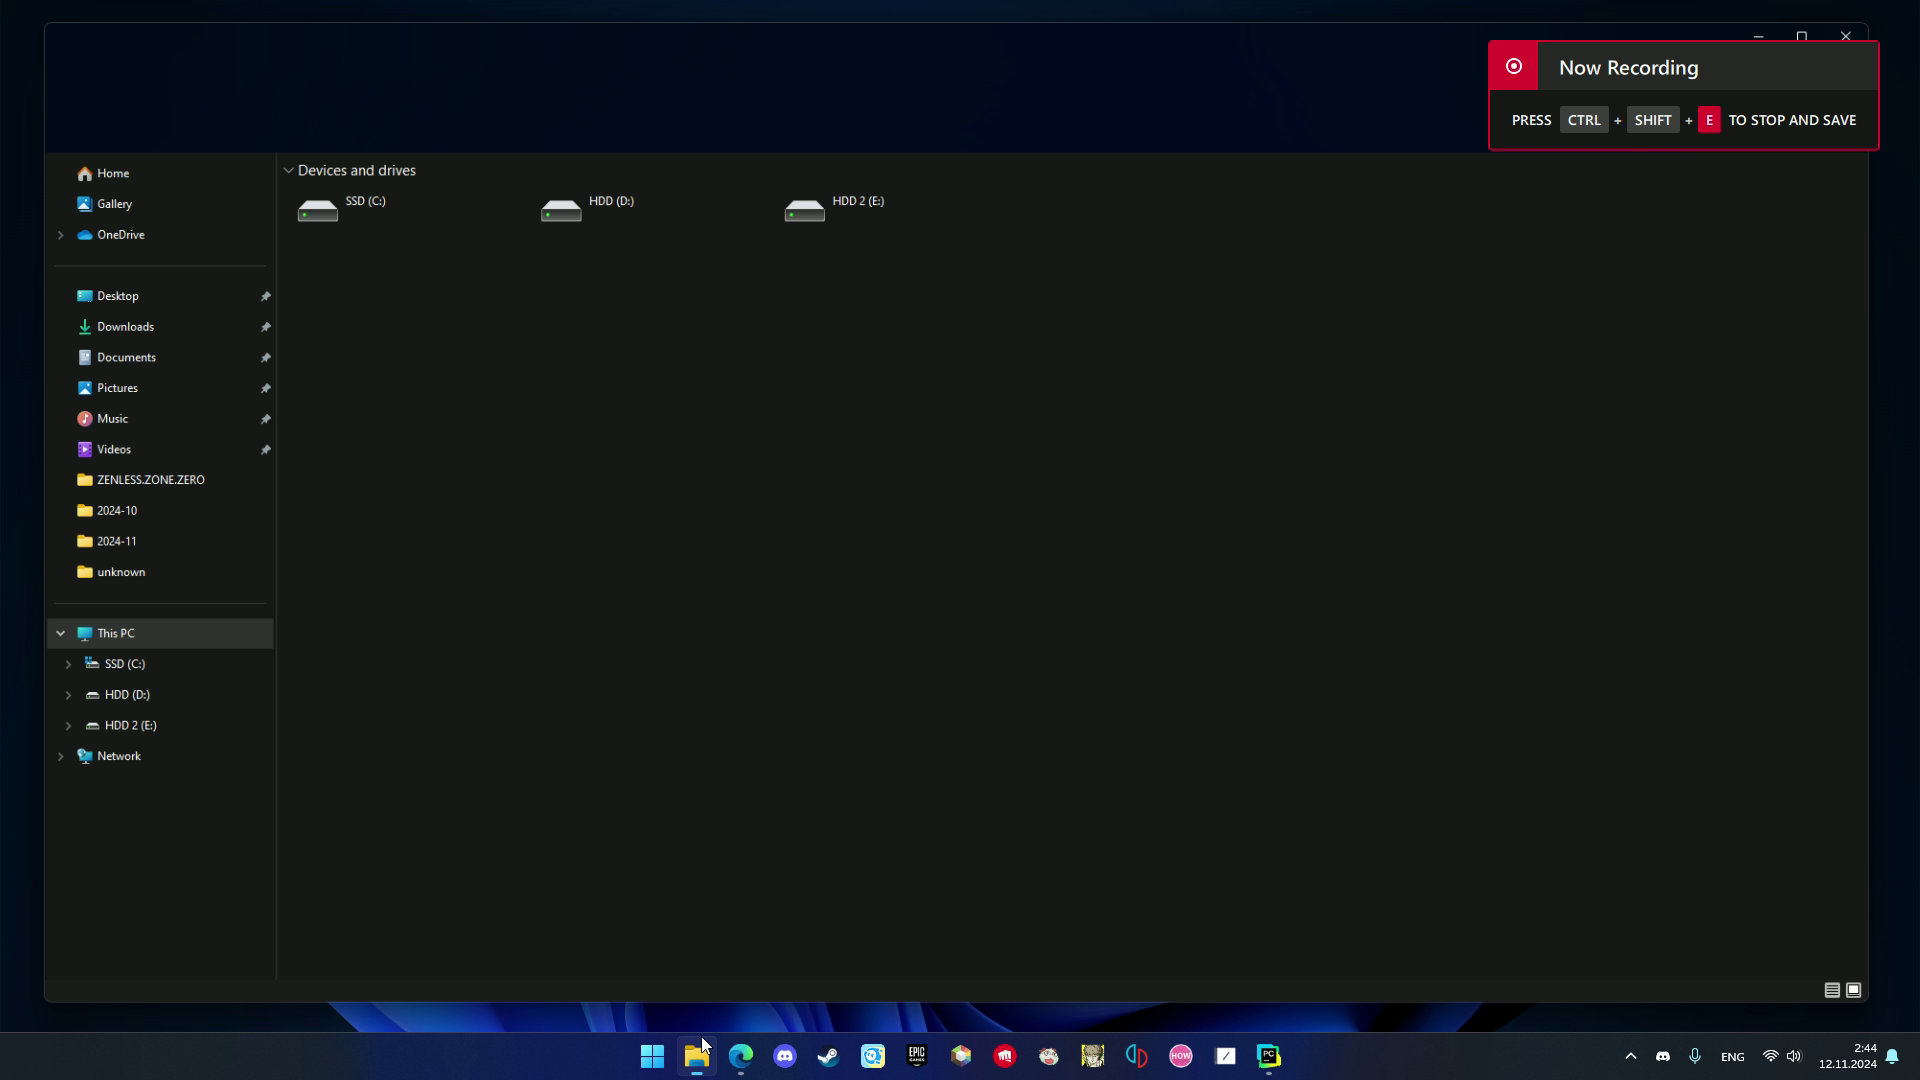 Now Recording
PRESS CTRL + SHIFT + E TO STOP AND SAVE
Home
Gallery
OneDrive
Desktop
Downloads
Documents
Pictures
Music
Videos
ZENLESS.ZONE.ZERO
2024-10
2024-11
unknown
This PC
SSD (C:)
HDD (D:)
HDD 2 (E:)
Network
Devices and drives
SSD (C:)
HDD (D:)
HDD 2 (E:)
EPIC GAMES
HOW
PC
ENG
2:44
12.11.2024